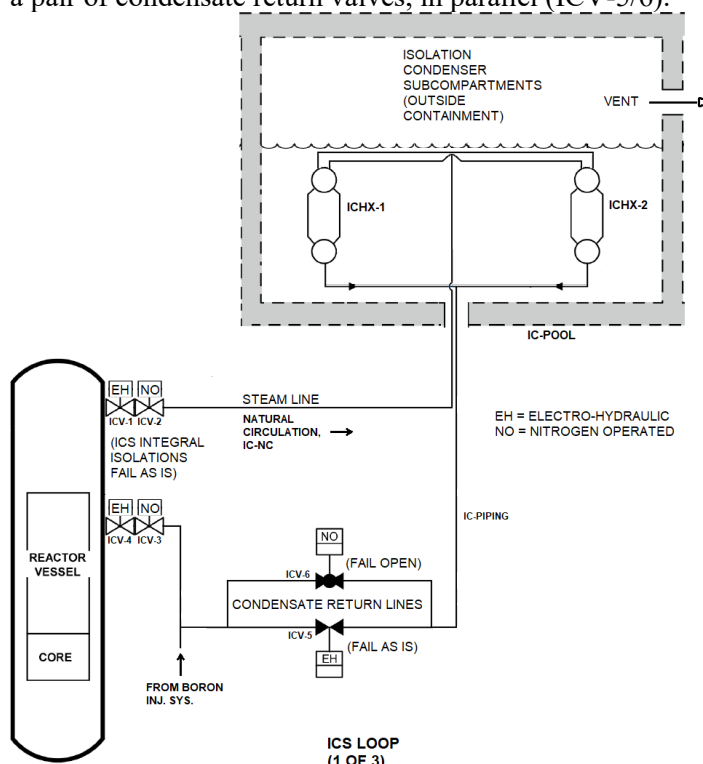 a pair of condensate return valves, in parallel (ICV-5/6).
ISOLATION
CONDENSER
SUBCOMPARTMENTS
(OUTSIDE
CONTAINMENT)
VENT
ICHX-1
ICHX-2
IC-POOL
EH NO
ICV-1 ICV-2
STEAM LINE
NATURAL
CIRCULATION,
IC-NC
(ICS INTEGRAL
ISOLATIONS
FAIL AS IS)
EH = ELECTRO-HYDRAULIC
NO = NITROGEN OPERATED
EH NO
ICV-4 ICV-3
IC-PIPING
NO
(FAIL OPEN)
ICV-6
CONDENSATE RETURN LINES
ICV-5
(FAIL AS IS)
EH
REACTOR
VESSEL
CORE
FROM BORON
INJ. SYS.
ICS LOOP
(1 OF 3)